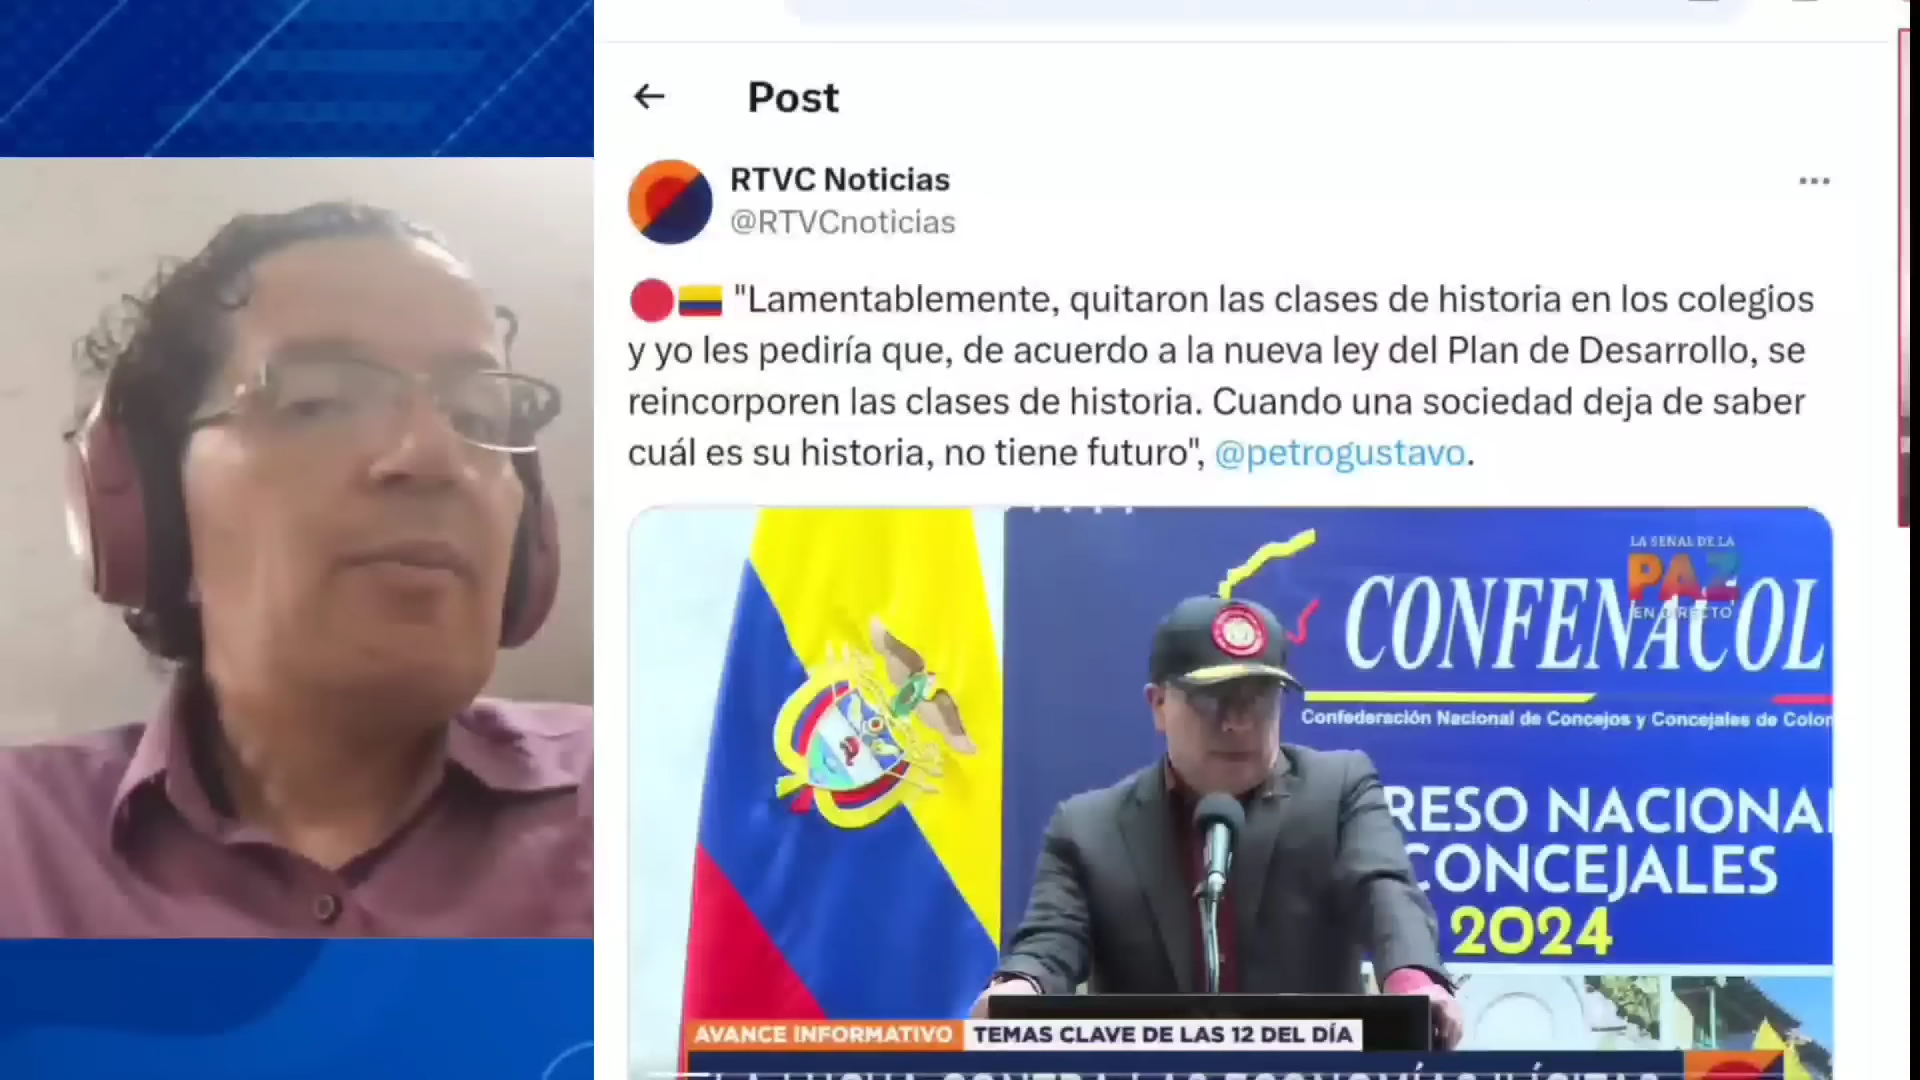 Post
RTVC Noticias
@RTVCnoticias
"Lamentablemente, quitaron las clases de historia en los colegios
y yo les pediría que, de acuerdo a la nueva ley del Plan de Desarrollo, se
reincorporen las clases de historia. Cuando una sociedad deja de saber
cuál es su historia, no tiene futuro", @petrogustavo.
LA SEÑAL DE LA
PAZ
EN DIRECTO
CONFENACOL
Confederación Nacional de Concejos y Concejales de Colom
RESO NACIONAL
CONCEJALES
2024
AVANCE INFORMATIVO TEMAS CLAVE DE LAS 12 DEL DÍA